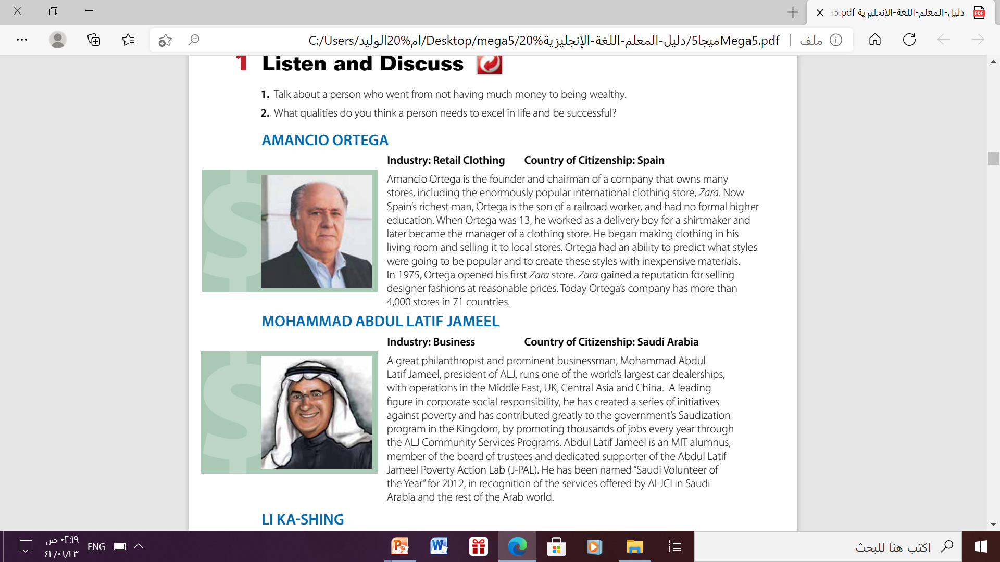 دليل-المعلم-اللغة-الإنجليزية a5.pdf
C:/Users/ام%20الوليد/Desktop/mega5/20%دليل-المعلم-اللغة-الإنجليزية/ميجا5Mega5.pdf
ملف
1 Listen and Discuss
1. Talk about a person who went from not having much money to being wealthy.
2. What qualities do you think a person needs to excel in life and be successful?
AMANCIO ORTEGA
Industry: Retail Clothing Country of Citizenship: Spain
Amancio Ortega is the founder and chairman of a company that owns many
stores, including the enormously popular international clothing store, Zara. Now
Spain's richest man, Ortega is the son of a railroad worker, and had no formal higher
education. When Ortega was 13, he worked as a delivery boy for a shirtmaker and
later became the manager of a clothing store. He began making clothing in his
living room and selling it to local stores. Ortega had an ability to predict what styles
were going to be popular and to create these styles with inexpensive materials.
In 1975, Ortega opened his first Zara store. Zara gained a reputation for selling
designer fashions at reasonable prices. Today Ortega's company has more than
4,000 stores in 71 countries.
MOHAMMAD ABDUL LATIF JAMEEL
Industry: Business Country of Citizenship: Saudi Arabia
A great philanthropist and prominent businessman, Mohammad Abdul
Latif Jameel, president of ALJ, runs one of the world's largest car dealerships,
with operations in the Middle East, UK, Central Asia and China. A leading
figure in corporate social responsibility, he has created a series of initiatives
against poverty and has contributed greatly to the government's Saudization
program in the Kingdom, by promoting thousands of jobs every year through
the ALJ Community Services Programs. Abdul Latif Jameel is an MIT alumnus,
member of the board of trustees and dedicated supporter of the Abdul Latif
Jameel Poverty Action Lab (J-PAL). He has been named "Saudi Volunteer of
the Year" for 2012, in recognition of the services offered by ALJCI in Saudi
Arabia and the rest of the Arab world.
LI KA-SHING
اكتب هنا للبحث
ENG
٠٢:١٩ ص
٤٢/٠٦/٢٣